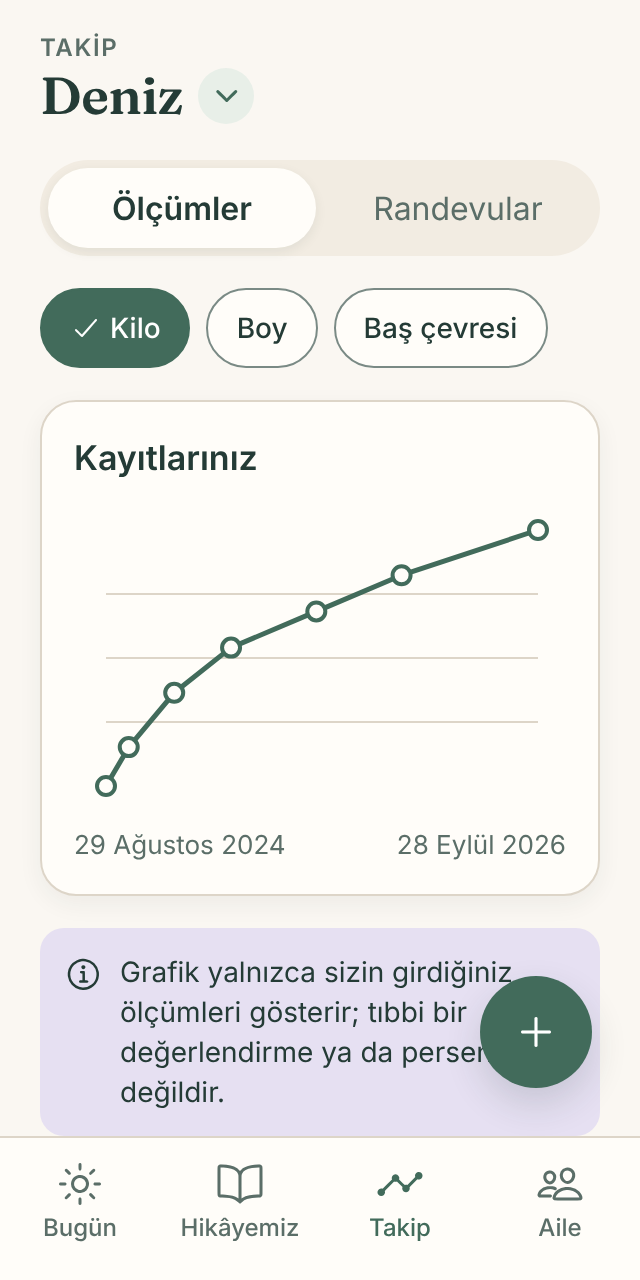 TAKİP
Deniz
Ölçümler
Randevular
Kilo
Boy
Baş çevresi
Kayıtlarınız
29 Ağustos 2024
28 Eylül 2026
Grafik yalnızca sizin girdiğiniz
ölçümleri gösterir; tıbbi bir
değerlendirme ya da
değildir.
Bugün
Hikâyemiz
Takip
Aile